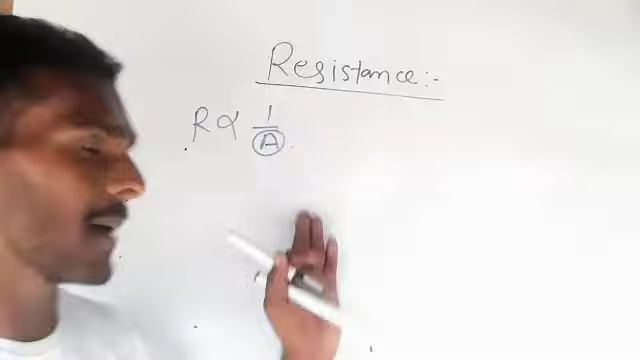 Resistance:-
R ∝ 1/A